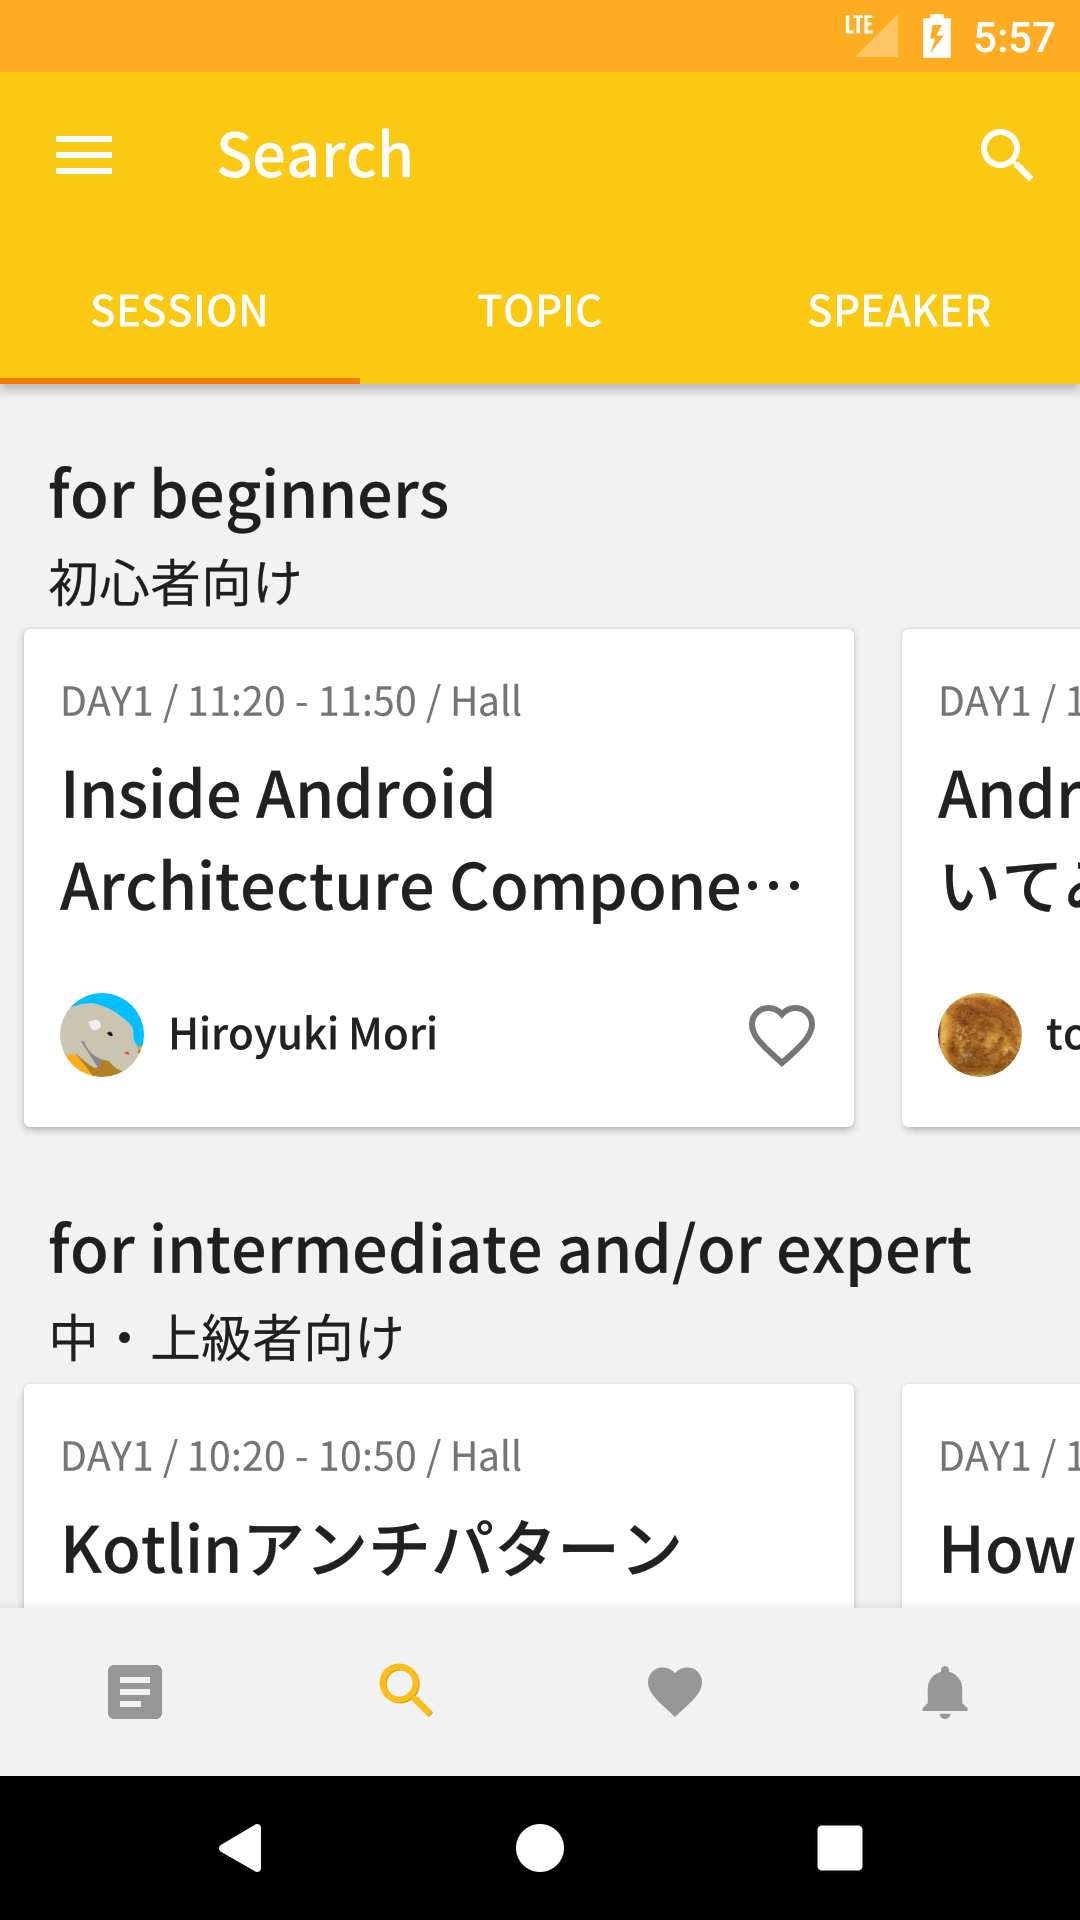 LTE 5:57
Search
SESSION TOPIC SPEAKER
for beginners
初心者向け
DAY1 / 11:20 - 11:50 / Hall
Inside Android
Architecture Compone…
Hiroyuki Mori
DAY1 / 1
Andr
いてみ
to
for intermediate and/or expert
中・上級者向け
DAY1 / 10:20 - 10:50 / Hall
Kotlinアンチパターン
DAY1 / 1
How